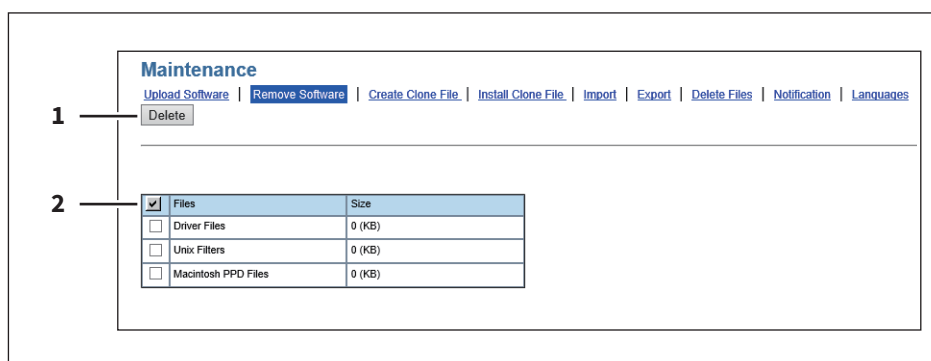 Maintenance
Upload Software | Remove Software | Create Clone File | Install Clone File | Import | Export | Delete Files | Notification | Languages
1 Delete
2 Files Size
Driver Files 0 (KB)
Unix Filters 0 (KB)
Macintosh PPD Files 0 (KB)